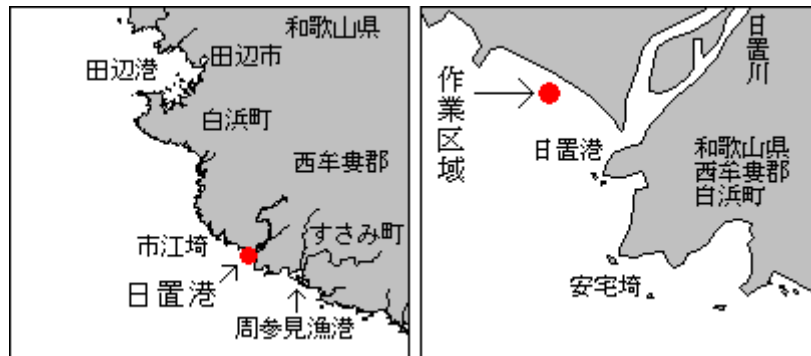 和歌山県
田辺市
田辺港
白浜町
西牟婁郡
市江埼
すさみ町
日置港
周参見漁港
日置川
作業区域
日置港
和歌山県
西牟婁郡
白浜町
安宅埼